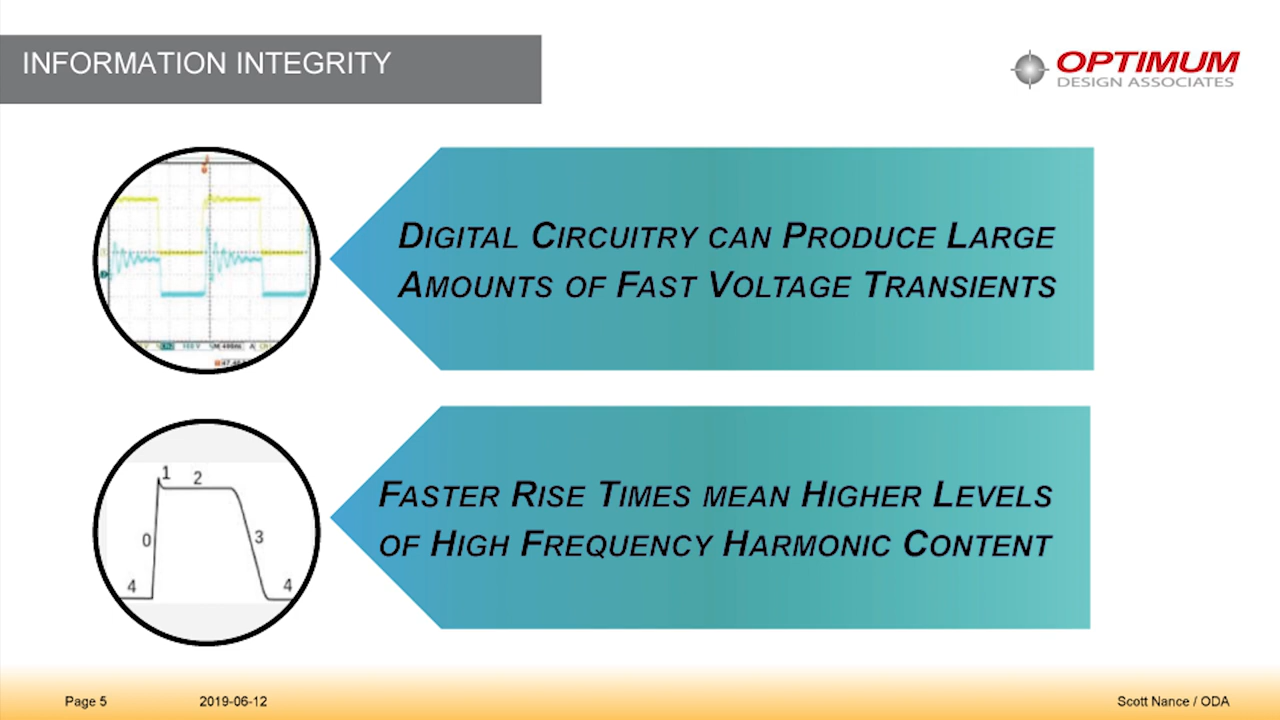 INFORMATION INTEGRITY
OPTIMUM
DESIGN ASSOCIATES
DIGITAL CIRCUITRY CAN PRODUCE LARGE
AMOUNTS OF FAST VOLTAGE TRANSIENTS
1
2
0
3
4
4
FASTER RISE TIMES MEAN HIGHER LEVELS
OF HIGH FREQUENCY HARMONIC CONTENT
Page 5
2019-06-12
Scott Nance / ODA